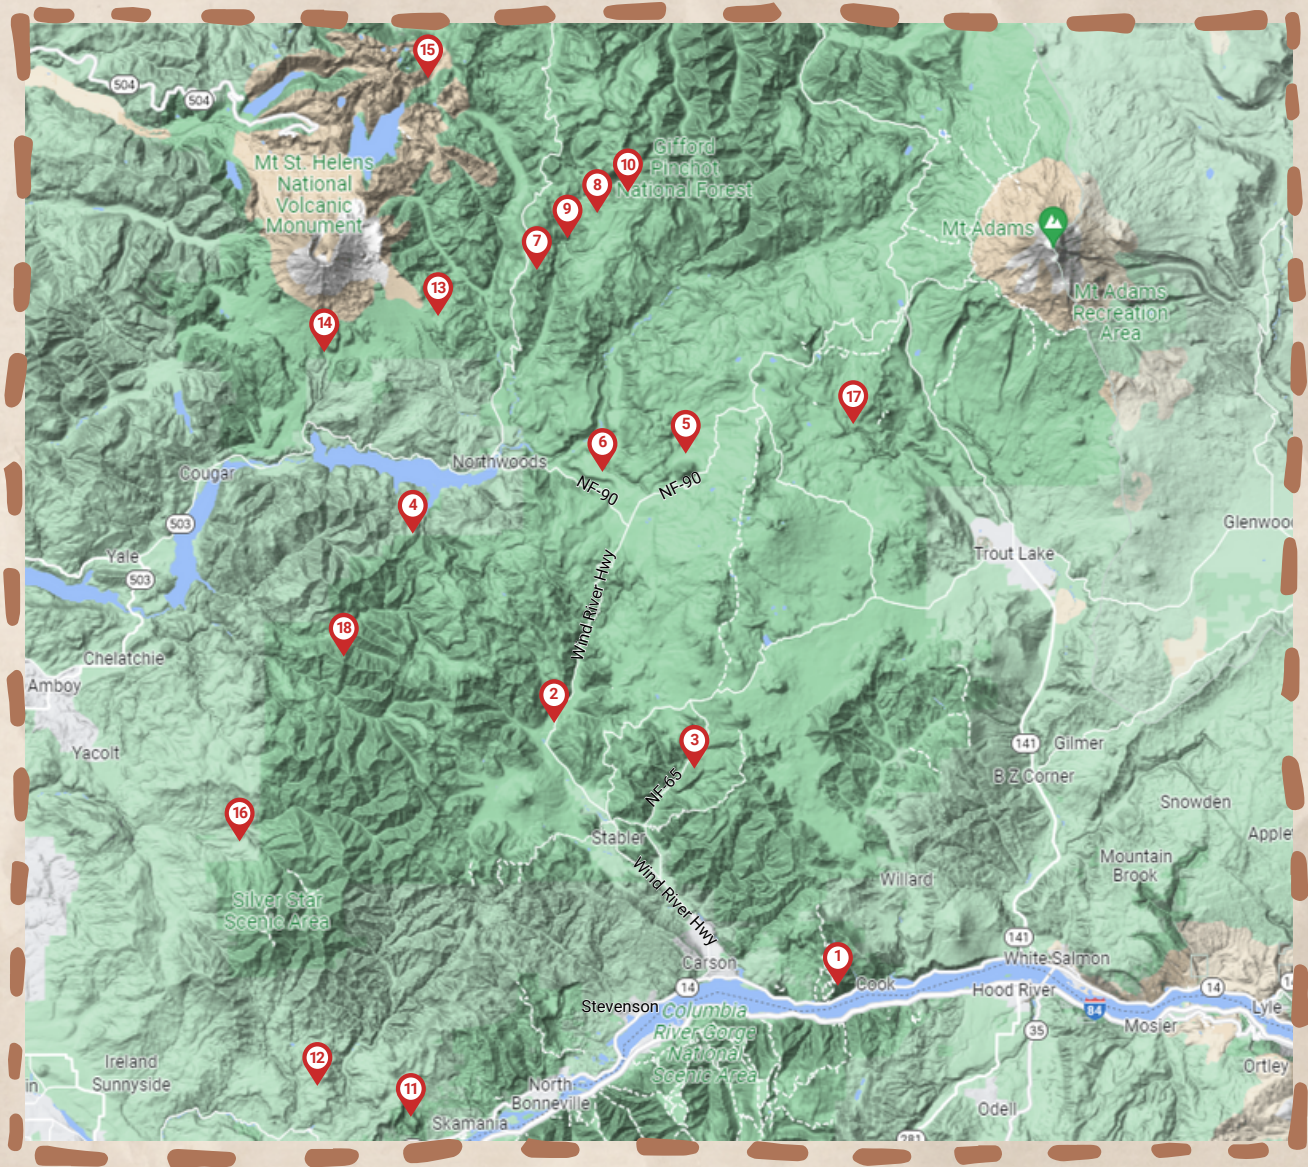 15
504
504
Mt St. Helens
National
Volcanic
Monument
10
Gifford
Pinchot
National Forest
8
9
7
Mt Adams
Mt Adams
Recreation
Area
13
14
17
5
6
Northwoods
NF-90
NF-90
Cougar
4
503
Yale
503
Glenwoo
Trout Lake
Wind River Hwy
18
Chelatchie
Amboy
2
Yacolt
3
NF-65
141
Gilmer
B Z Corner
Snowden
16
Stabler
Apple
Mountain
Brook
Willard
Wind River Hwy
Silver Star
Scenic Area
141
Carson
1
White Salmon
Cook
14
Hood River
14
14
Stevenson
Columbia
River Gorge
National
Scenic Area
84
Lyle
35
Mosier
12
Ireland
Sunnyside
in
Ortley
11
North
Bonneville
Skamania
Odell
281